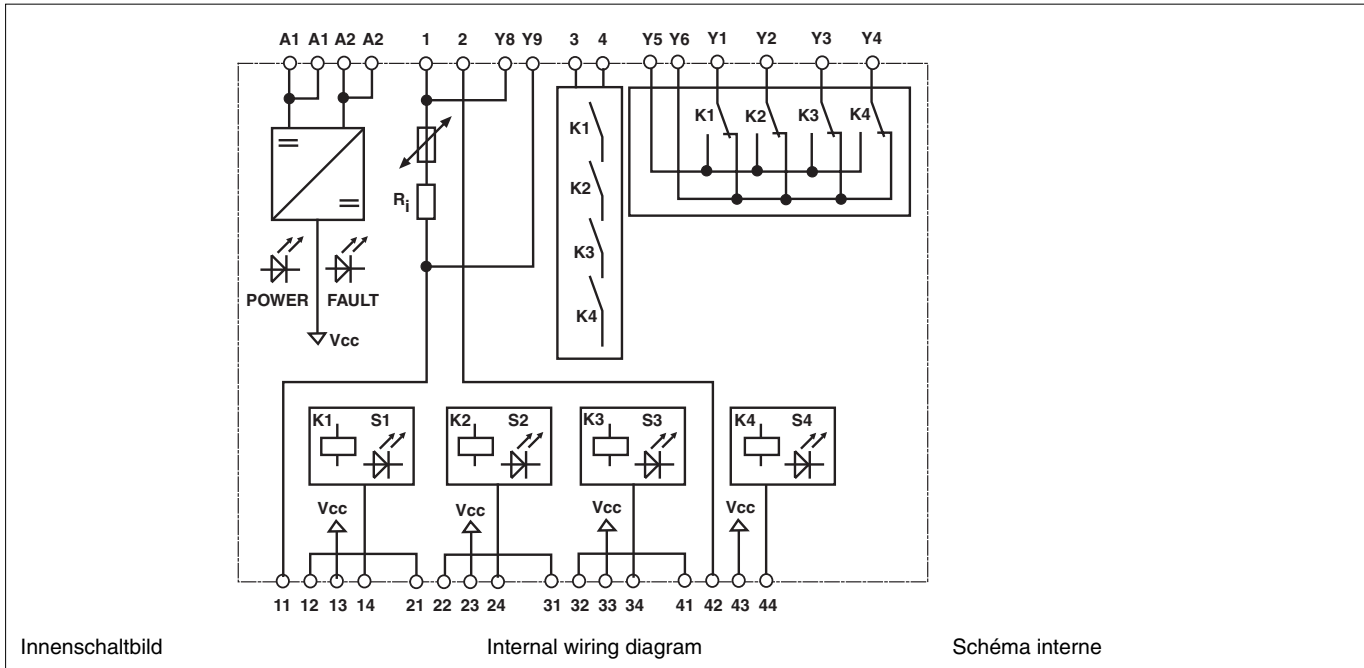 A1 A1 A2 A2 1 2 Y8 Y9 3 4 Y5 Y6 Y1 Y2 Y3 Y4
K1 K2 K3 K4
K1
K2
Ri
K3
POWER FAULT
K4
Vcc
K1 S1 K2 S2 K3 S3 K4 S4
Vcc Vcc Vcc Vcc
11 12 13 14 21 22 23 24 31 32 33 34 41 42 43 44
Innenschaltbild Internal wiring diagram Schéma interne